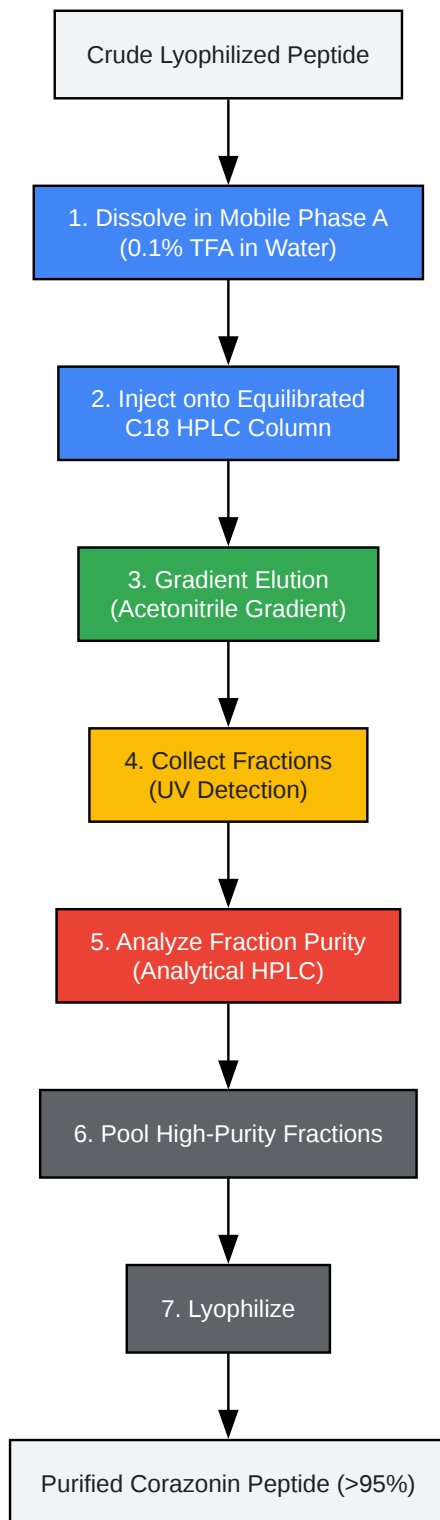 Crude Lyophilized Peptide
1. Dissolve in Mobile Phase A
(0.1% TFA in Water)
2. Inject onto Equilibrated
C18 HPLC Column
3. Gradient Elution
(Acetonitrile Gradient)
4. Collect Fractions
(UV Detection)
5. Analyze Fraction Purity
(Analytical HPLC)
6. Pool High-Purity Fractions
7. Lyophilize
Purified Corazonin Peptide (>95%)